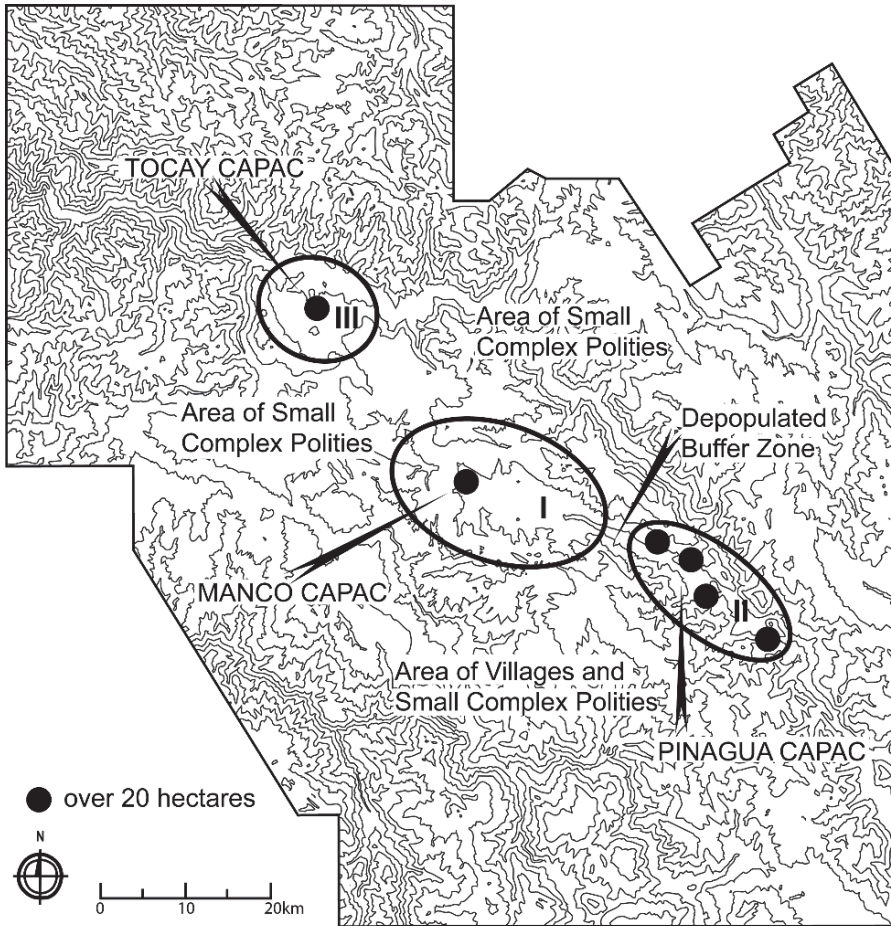 TOCAY CAPAC
III
Area of Small
Complex Polities
Area of Small
Complex Polities
Depopulated
Buffer Zone
I
MANCO CAPAC
II
Area of Villages and
Small Complex Polities
PINAGUA CAPAC
over 20 hectares
N
0 10 20km